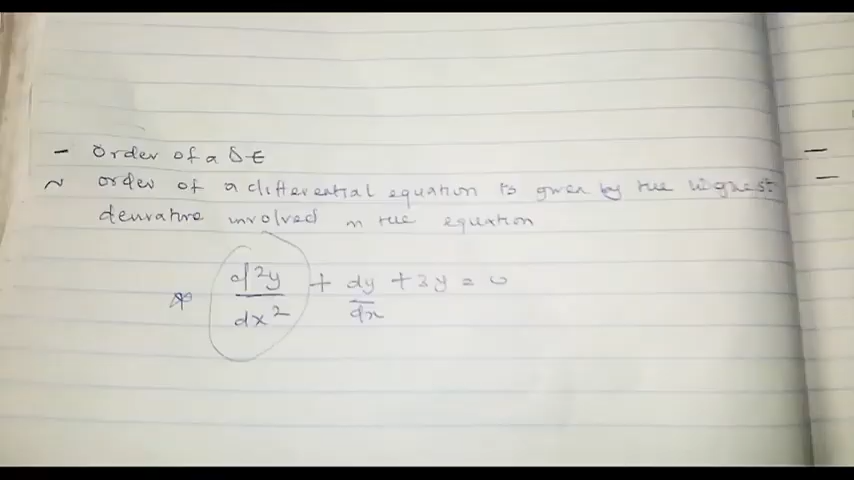 - Order of a DE
~ order of a differential equation is given by the highest
derivative involved in the equation
* d²y/dx² + dy/dx + 3y = 0